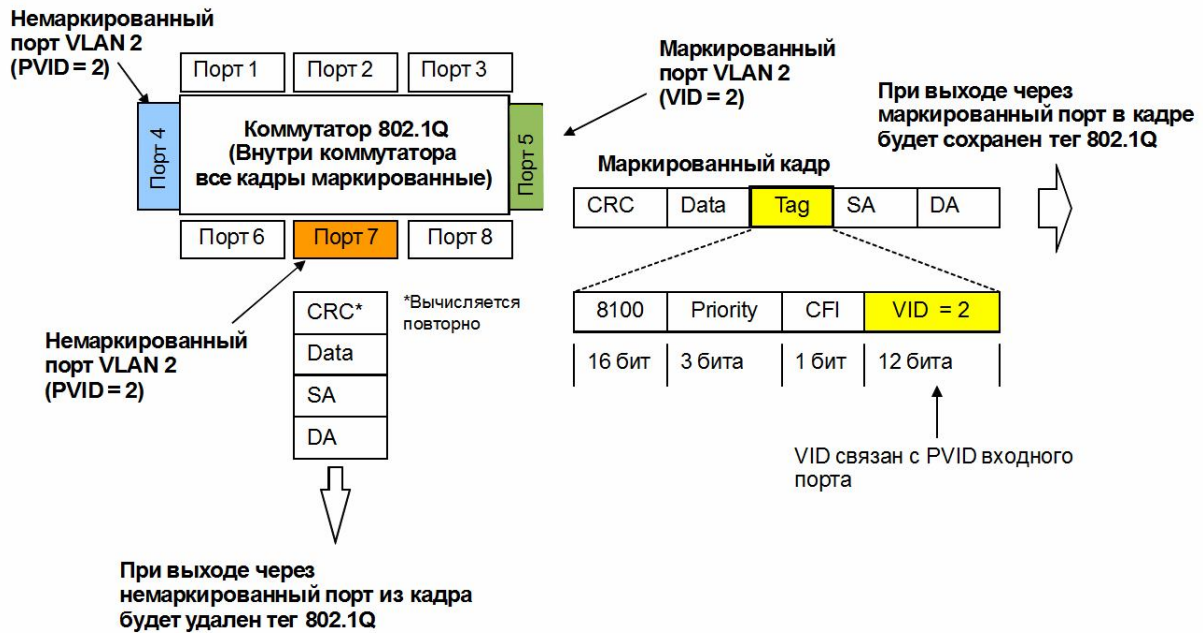 Немаркированный
порт VLAN 2
(PVID = 2)
Порт 1
Порт 2
Порт 3
Порт 4
Коммутатор 802.1Q
(Внутри коммутатора
все кадры маркированные)
Порт 5
Порт 6
Порт 7
Порт 8
Маркированный
порт VLAN 2
(VID = 2)
При выходе через
маркированный порт в кадре
будет сохранен тег 802.1Q
Маркированный кадр
CRC
Data
Tag
SA
DA
8100
Priority
CFI
VID = 2
16 бит
3 бита
1 бит
12 бита
VID связан с PVID входного
порта
Немаркированный
порт VLAN 2
(PVID = 2)
CRC*
Data
SA
DA
*Вычисляется
повторно
При выходе через
немаркированный порт из кадра
будет удален тег 802.1Q